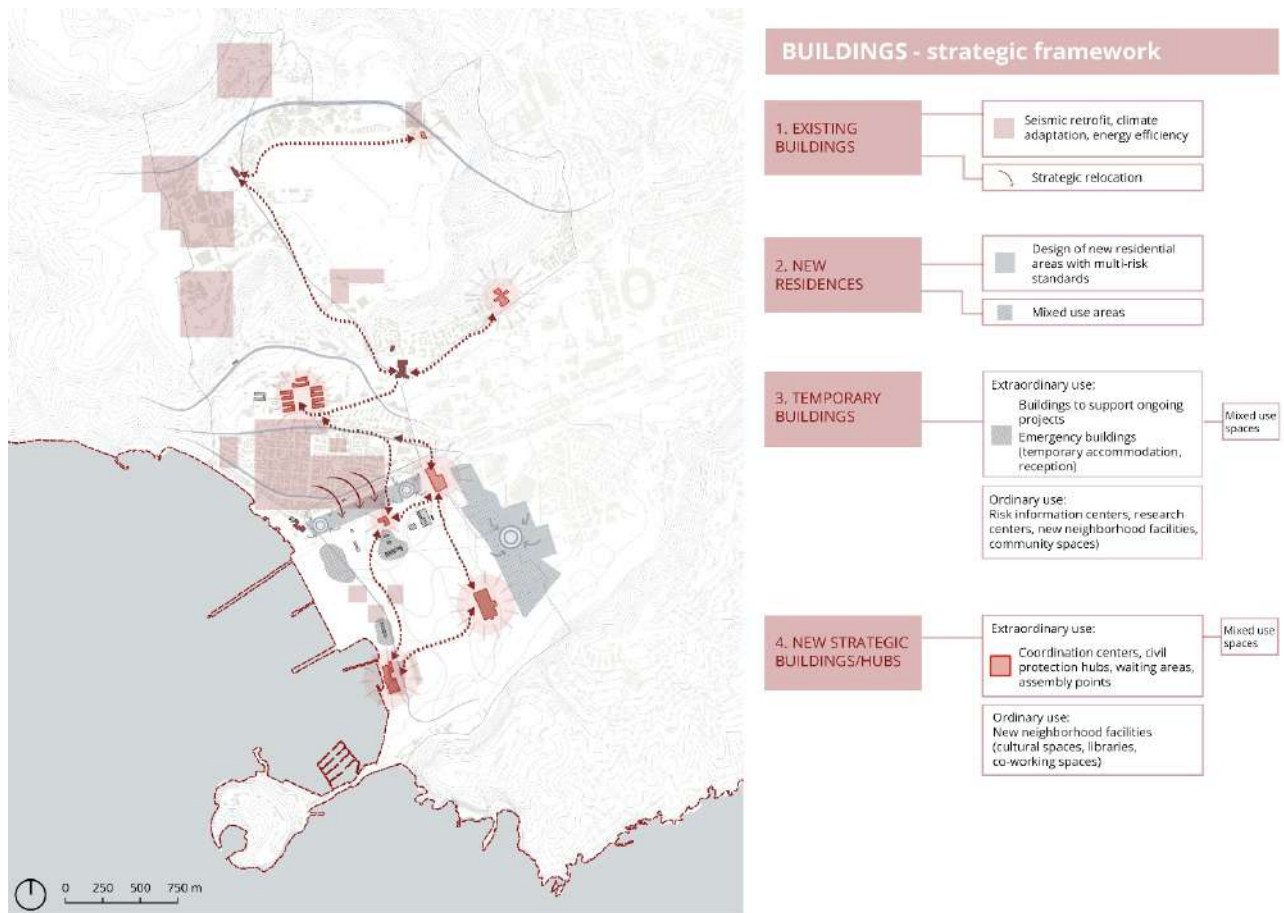 BUILDINGS - strategic framework
1. EXISTING
BUILDINGS
Seismic retrofit, climate
adaptation, energy efficiency
Strategic relocation
2. NEW
RESIDENCES
Design of new residential
areas with multi-risk
standards
Mixed use areas
3. TEMPORARY
BUILDINGS
Extraordinary use:
Buildings to support ongoing
projects
Emergency buildings
(temporary accommodation,
reception)
Mixed use
spaces
Ordinary use:
Risk information centers, research
centers, new neighborhood facilities,
community spaces)
4. NEW STRATEGIC
BUILDINGS/HUBS
Extraordinary use:
Coordination centers, civil
protection hubs, waiting areas,
assembly points
Mixed use
spaces
Ordinary use:
New neighborhood facilities
(cultural spaces, libraries,
co-working spaces)
0 250 500 750 m